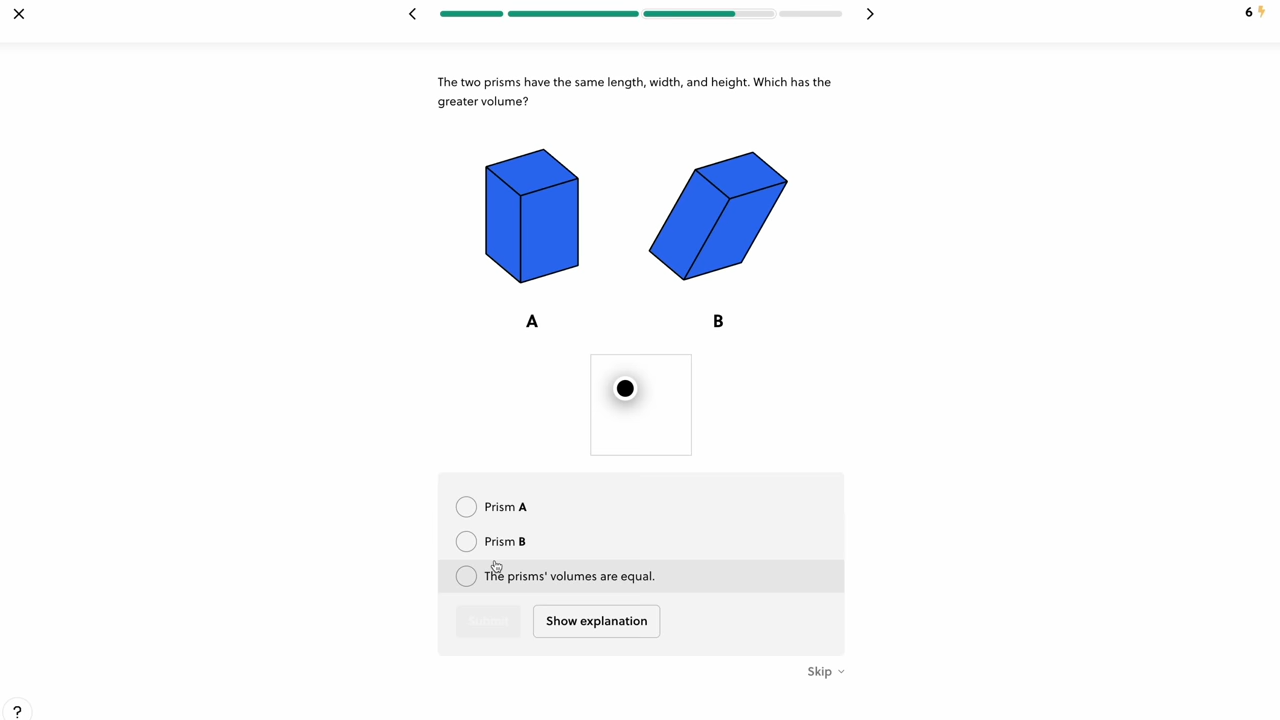 6
The two prisms have the same length, width, and height. Which has the
greater volume?
A
B
Prism A
Prism B
The prisms' volumes are equal.
Submit
Show explanation
Skip
?